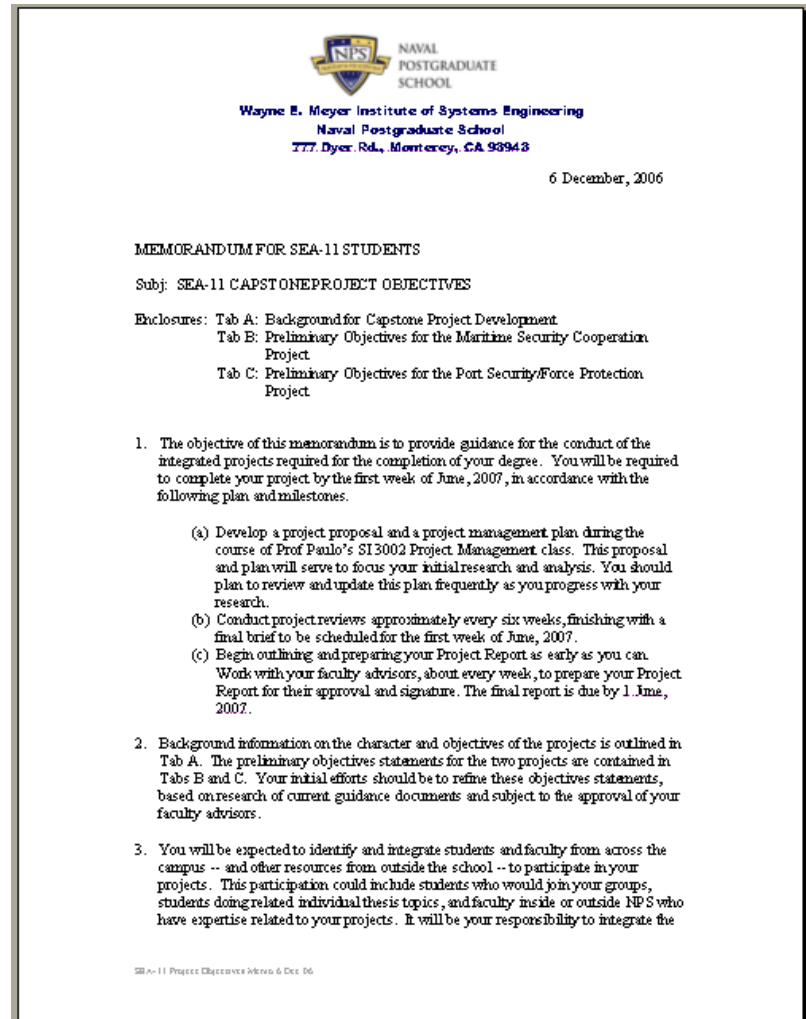 NPS
NAVAL
POSTGRADUATE
SCHOOL
Wayne E. Meyer Institute of Systems Engineering
Naval Postgraduate School
777 Dyer Rd., Monterey, CA 93943
6 December, 2006
MEMORANDUM FOR SEA-11 STUDENTS
Subj: SEA-11 CAPSTONE PROJECT OBJECTIVES
Enclosures: Tab A: Background for Capstone Project Development
Tab B: Preliminary Objectives for the Maritime Security Cooperation
Project
Tab C: Preliminary Objectives for the Port Security/Force Protection
Project
1. The objective of this memorandum is to provide guidance for the conduct of the
integrated projects required for the completion of your degree. You will be required
to complete your project by the first week of June, 2007, in accordance with the
following plan and milestones.
(a) Develop a project proposal and a project management plan during the
course of Prof Paulo's SI3002 Project Management class. This proposal
and plan will serve to focus your initial research and analysis. You should
plan to review and update this plan frequently as you progress with your
research.
(b) Conduct project reviews approximately every six weeks, finishing with a
final brief to be scheduled for the first week of June, 2007.
(c) Begin outlining and preparing your Project Report as early as you can.
Work with your faculty advisors, about every week, to prepare your Project
Report for their approval and signature. The final report is due by 1 June,
2007.
2. Background information on the character and objectives of the projects is outlined in
Tab A. The preliminary objectives statements for the two projects are contained in
Tabs B and C. Your initial efforts should be to refine these objectives statements,
based on research of current guidance documents and subject to the approval of your
faculty advisors.
3. You will be expected to identify and integrate students and faculty from across the
campus -- and other resources from outside the school -- to participate in your
projects. This participation could include students who would join your groups,
students doing related individual thesis topics, and faculty inside or outside NPS who
have expertise related to your projects. It will be your responsibility to integrate the
SEA-11 Project Objectives Memo 6 Dec 06